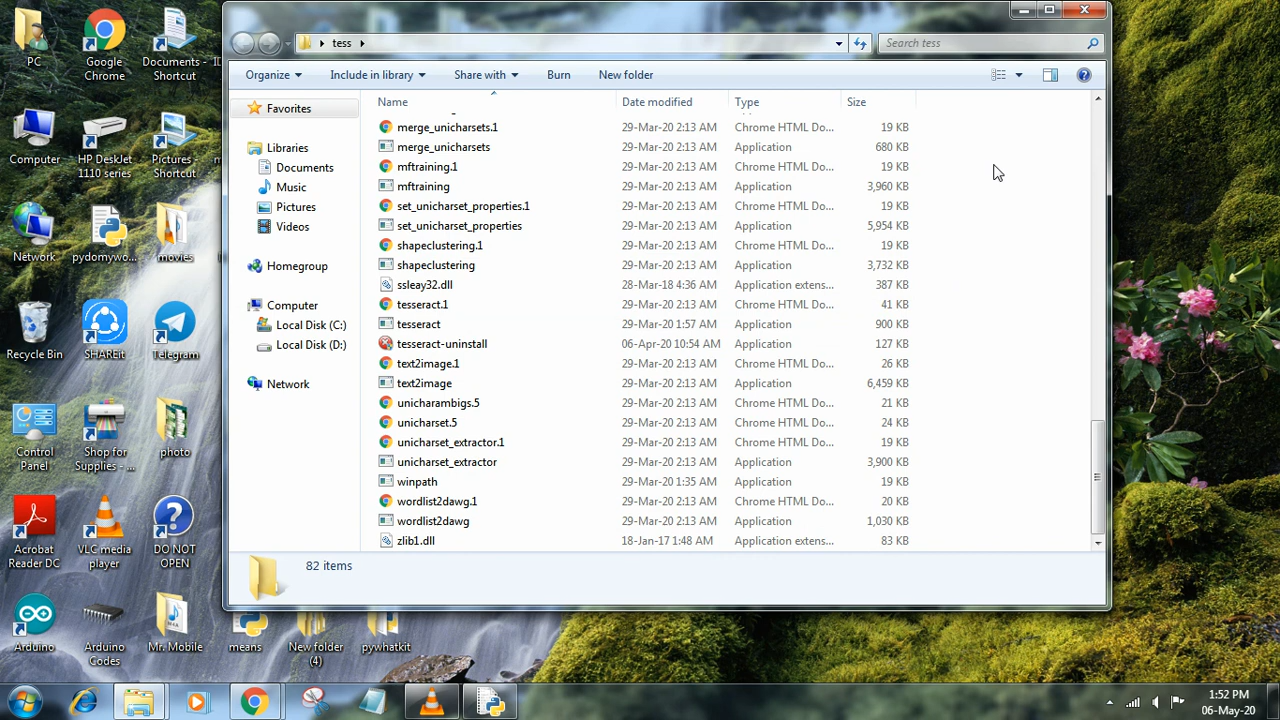 PC
Google Chrome
Documents - Shortcut
Computer
HP DeskJet 1110 series
Pictures - Shortcut
Network
pydomywo...
movies
Recycle Bin
SHAREit
Telegram
Control Panel
Shop for Supplies - ...
photo
Acrobat Reader DC
VLC media player
DO NOT OPEN
Arduino
Arduino Codes
Mr. Mobile
means
New folder (4)
pywhatkit
tess
Search tess
Organize
Include in library
Share with
Burn
New folder
Favorites
Libraries
Documents
Music
Pictures
Videos
Homegroup
Computer
Local Disk (C:)
Local Disk (D:)
Network
Name Date modified Type Size
merge_unicharsets.1 29-Mar-20 2:13 AM Chrome HTML Do... 19 KB
merge_unicharsets 29-Mar-20 2:13 AM Application 680 KB
mftraining.1 29-Mar-20 2:13 AM Chrome HTML Do... 19 KB
mftraining 29-Mar-20 2:13 AM Application 3,960 KB
set_unicharset_properties.1 29-Mar-20 2:13 AM Chrome HTML Do... 19 KB
set_unicharset_properties 29-Mar-20 2:13 AM Application 5,954 KB
shapeclustering.1 29-Mar-20 2:13 AM Chrome HTML Do... 19 KB
shapeclustering 29-Mar-20 2:13 AM Application 3,732 KB
ssleay32.dll 28-Mar-18 4:36 AM Application extens... 387 KB
tesseract.1 29-Mar-20 2:13 AM Chrome HTML Do... 41 KB
tesseract 29-Mar-20 1:57 AM Application 900 KB
tesseract-uninstall 06-Apr-20 10:54 AM Application 127 KB
text2image.1 29-Mar-20 2:13 AM Chrome HTML Do... 26 KB
text2image 29-Mar-20 2:13 AM Application 6,459 KB
unicharambigs.5 29-Mar-20 2:13 AM Chrome HTML Do... 21 KB
unicharset.5 29-Mar-20 2:13 AM Chrome HTML Do... 24 KB
unicharset_extractor.1 29-Mar-20 2:13 AM Chrome HTML Do... 19 KB
unicharset_extractor 29-Mar-20 2:13 AM Application 3,900 KB
winpath 29-Mar-20 1:35 AM Application 19 KB
wordlist2dawg.1 29-Mar-20 2:13 AM Chrome HTML Do... 20 KB
wordlist2dawg 29-Mar-20 2:13 AM Application 1,030 KB
zlib1.dll 18-Jan-17 1:48 AM Application extens... 83 KB
82 items
1:52 PM
06-May-20